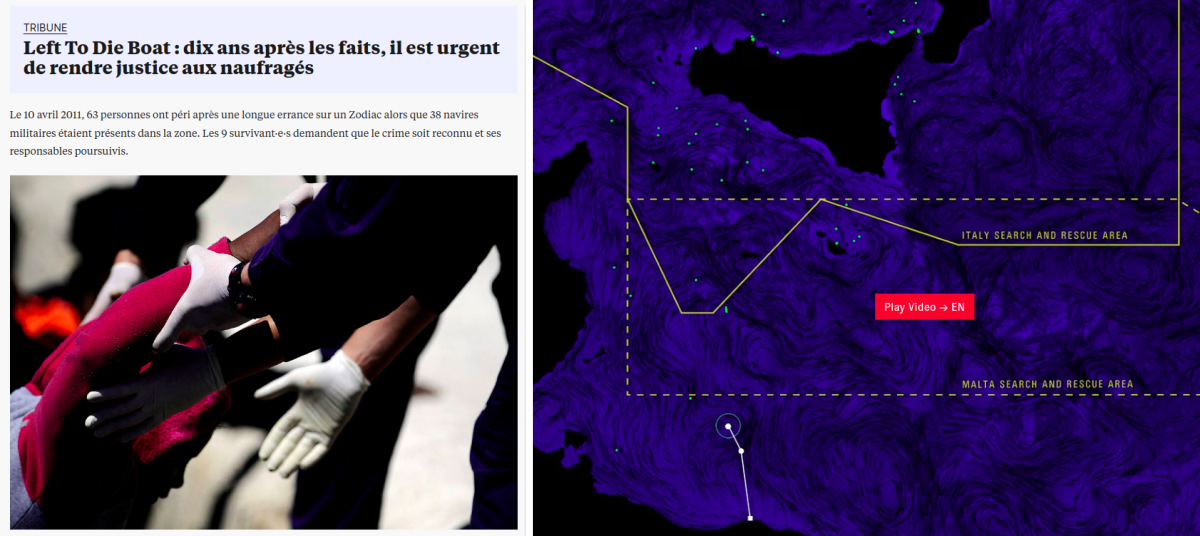 TRIBUNE
Left To Die Boat : dix ans après les faits, il est urgent
de rendre justice aux naufragés
Le 10 avril 2011, 63 personnes ont péri après une longue errance sur un Zodiac alors que 38 navires
militaires étaient présents dans la zone. Les 9 survivant·e·s demandent que le crime soit reconnu et ses
responsables poursuivis.
ITALY SEARCH AND RESCUE AREA
Play Video → EN
MALTA SEARCH AND RESCUE AREA